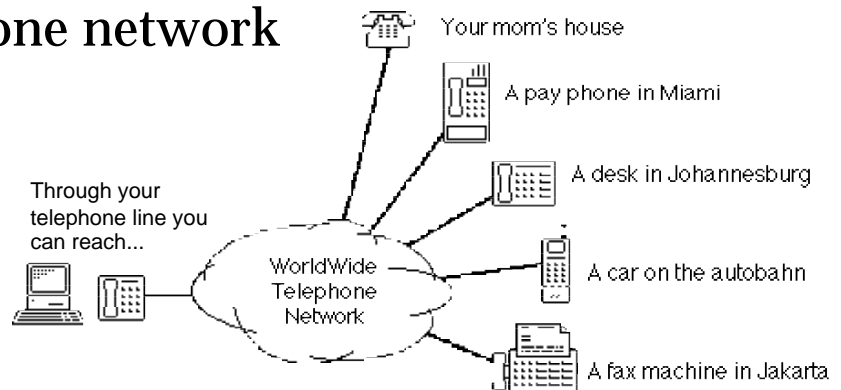 one network
Your mom's house
A pay phone in Miami
A desk in Johannesburg
Through your
telephone line you
can reach...
WorldWide
Telephone
Network
A car on the autobahn
A fax machine in Jakarta